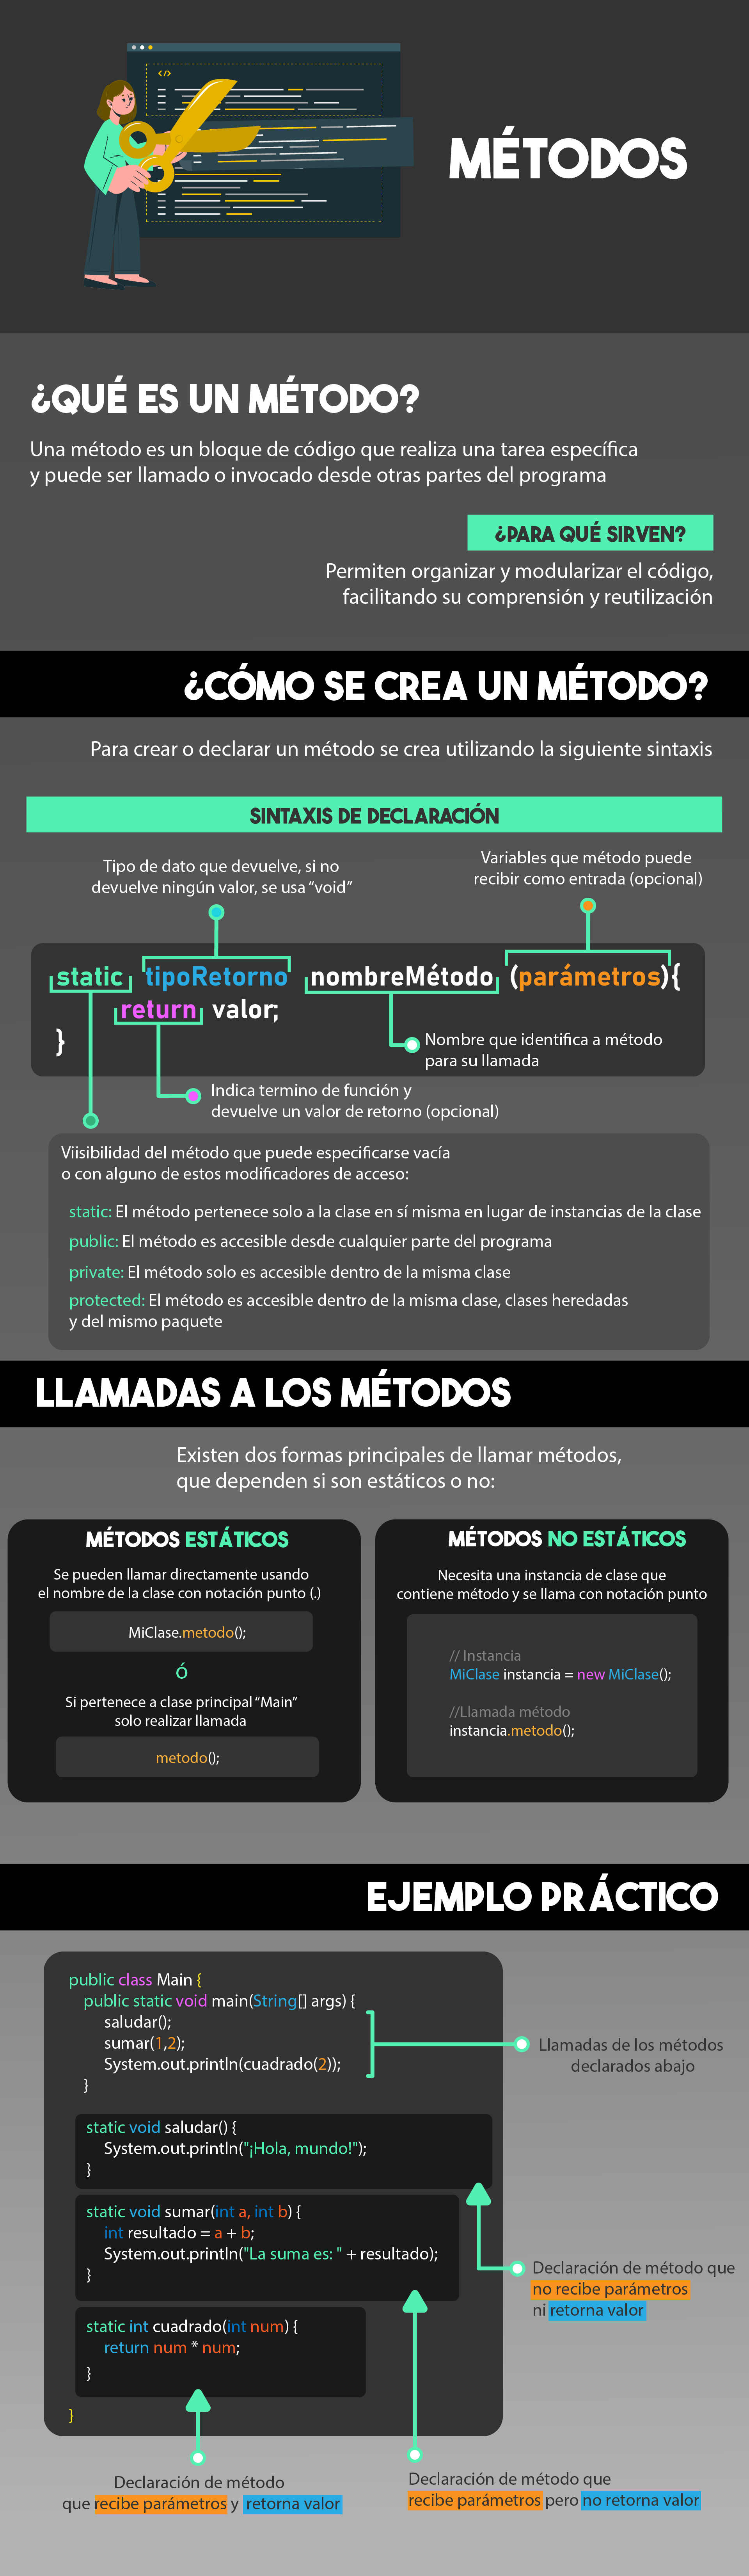 </>
MÉTODOS
¿QUÉ ES UN MÉTODO?
Una método es un bloque de código que realiza una tarea específica
y puede ser llamado o invocado desde otras partes del programa
¿PARA QUÉ SIRVEN?
Permiten organizar y modularizar el código,
facilitando su comprensión y reutilización
¿CÓMO SE CREA UN MÉTODO?
Para crear o declarar un método se crea utilizando la siguiente sintaxis
SINTAXIS DE DECLARACIÓN
Tipo de dato que devuelve, si no
devuelve ningún valor, se usa “void”
Variables que método puede
recibir como entrada (opcional)
static tipoRetorno nombreMétodo (parámetros){
return valor;
}
Nombre que identifica a método
para su llamada
Indica termino de función y
devuelve un valor de retorno (opcional)
Viisibilidad del método que puede especificarse vacía
o con alguno de estos modificadores de acceso:
static: El método pertenece solo a la clase en sí misma en lugar de instancias de la clase
public: El método es accesible desde cualquier parte del programa
private: El método solo es accesible dentro de la misma clase
protected: El método es accesible dentro de la misma clase, clases heredadas
y del mismo paquete
LLAMADAS A LOS MÉTODOS
Existen dos formas principales de llamar métodos,
que dependen si son estáticos o no:
MÉTODOS ESTÁTICOS
Se pueden llamar directamente usando
el nombre de la clase con notación punto (.)
MiClase.metodo();
Ó
Si pertenece a clase principal “Main”
solo realizar llamada
metodo();
MÉTODOS NO ESTÁTICOS
Necesita una instancia de clase que
contiene método y se llama con notación punto
// Instancia
MiClase instancia = new MiClase();
//Llamada método
instancia.metodo();
EJEMPLO PRÁCTICO
public class Main {
public static void main(String[] args) {
saludar();
sumar(1,2);
System.out.println(cuadrado(2));
}
Llamadas de los métodos
declarados abajo
static void saludar() {
System.out.println("¡Hola, mundo!");
}
static void sumar(int a, int b) {
int resultado = a + b;
System.out.println("La suma es: " + resultado);
}
Declaración de método que
no recibe parámetros
ni retorna valor
static int cuadrado(int num) {
return num * num;
}
}
Declaración de método
que recibe parámetros y retorna valor
Declaración de método que
recibe parámetros pero no retorna valor